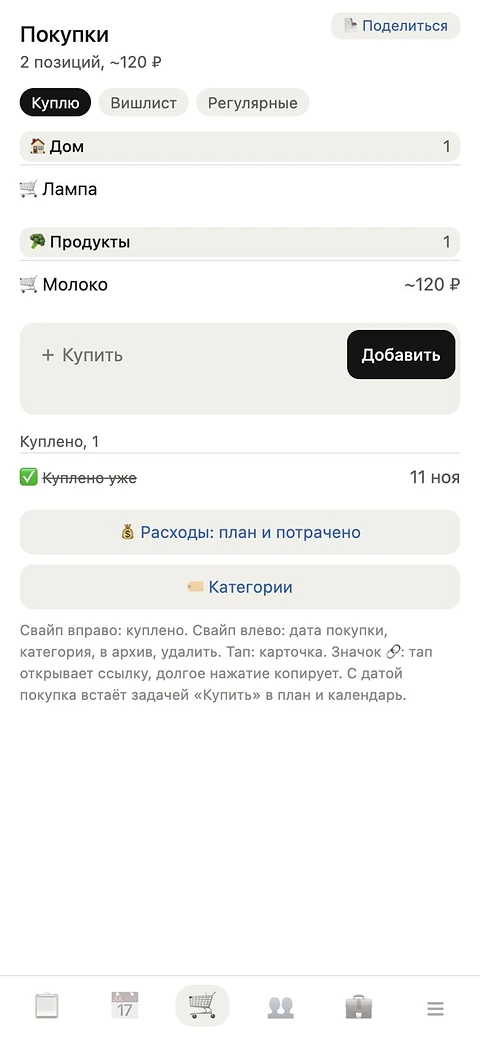 Покупки
Поделиться
2 позиций, ~120 ₽
Куплю Вишлист Регулярные
Дом 1
Лампа
Продукты 1
Молоко ~120 ₽
+ Купить Добавить
Куплено, 1
Куплено уже 11 ноя
Расходы: план и потрачено
Категории
Свайп вправо: куплено. Свайп влево: дата покупки,
категория, в архив, удалить. Тап: карточка. Значок 🔗: тап
открывает ссылку, долгое нажатие копирует. С датой
покупка встаёт задачей «Купить» в план и календарь.
17